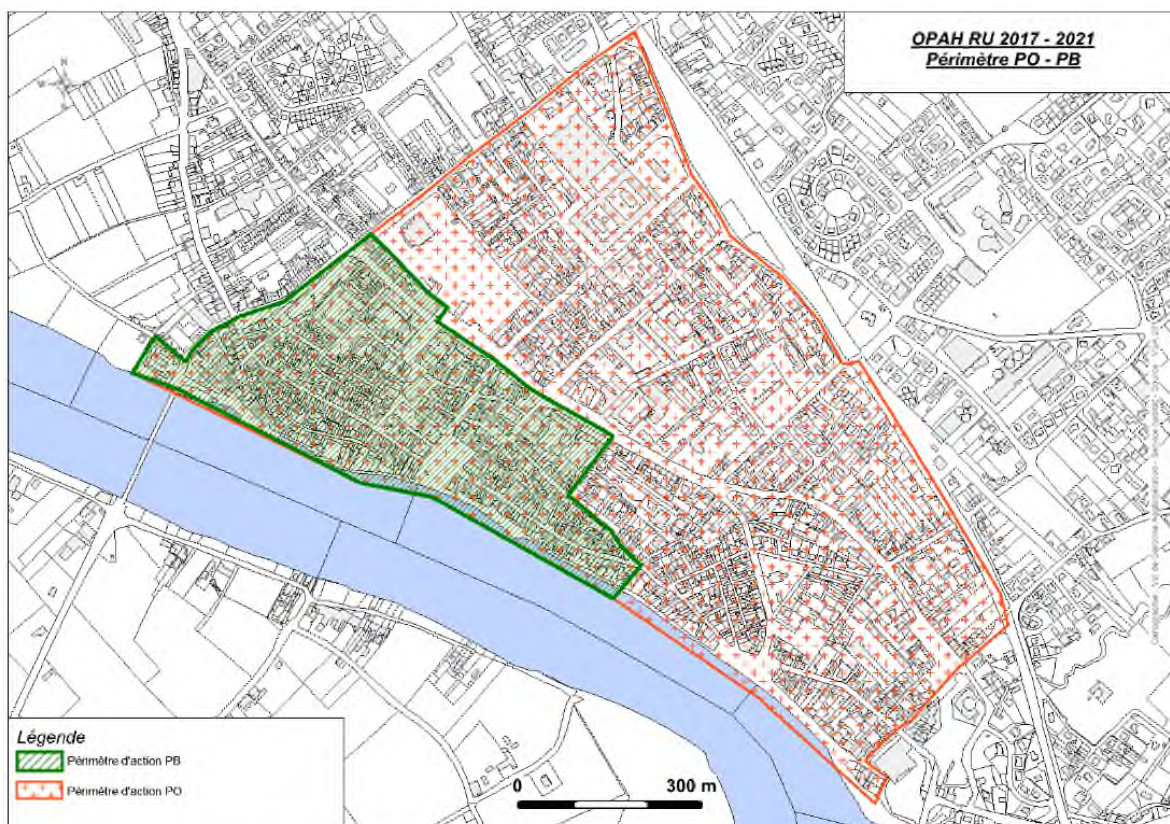 OPAH RU 2017 - 2021
Périmètre PO - PB
N
Légende
Périmètre d'action PB
Périmètre d'action PO
0
300 m